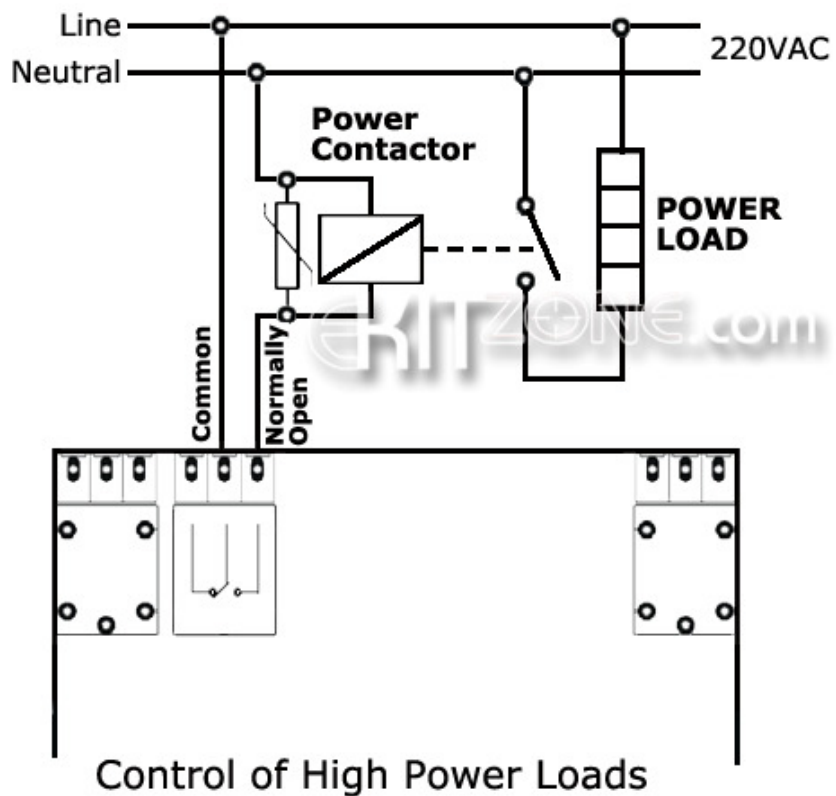 Line
220VAC
Neutral
Power
Contactor
POWER
LOAD
EKITZONE.com
Common
Normally
Open
Control of High Power Loads